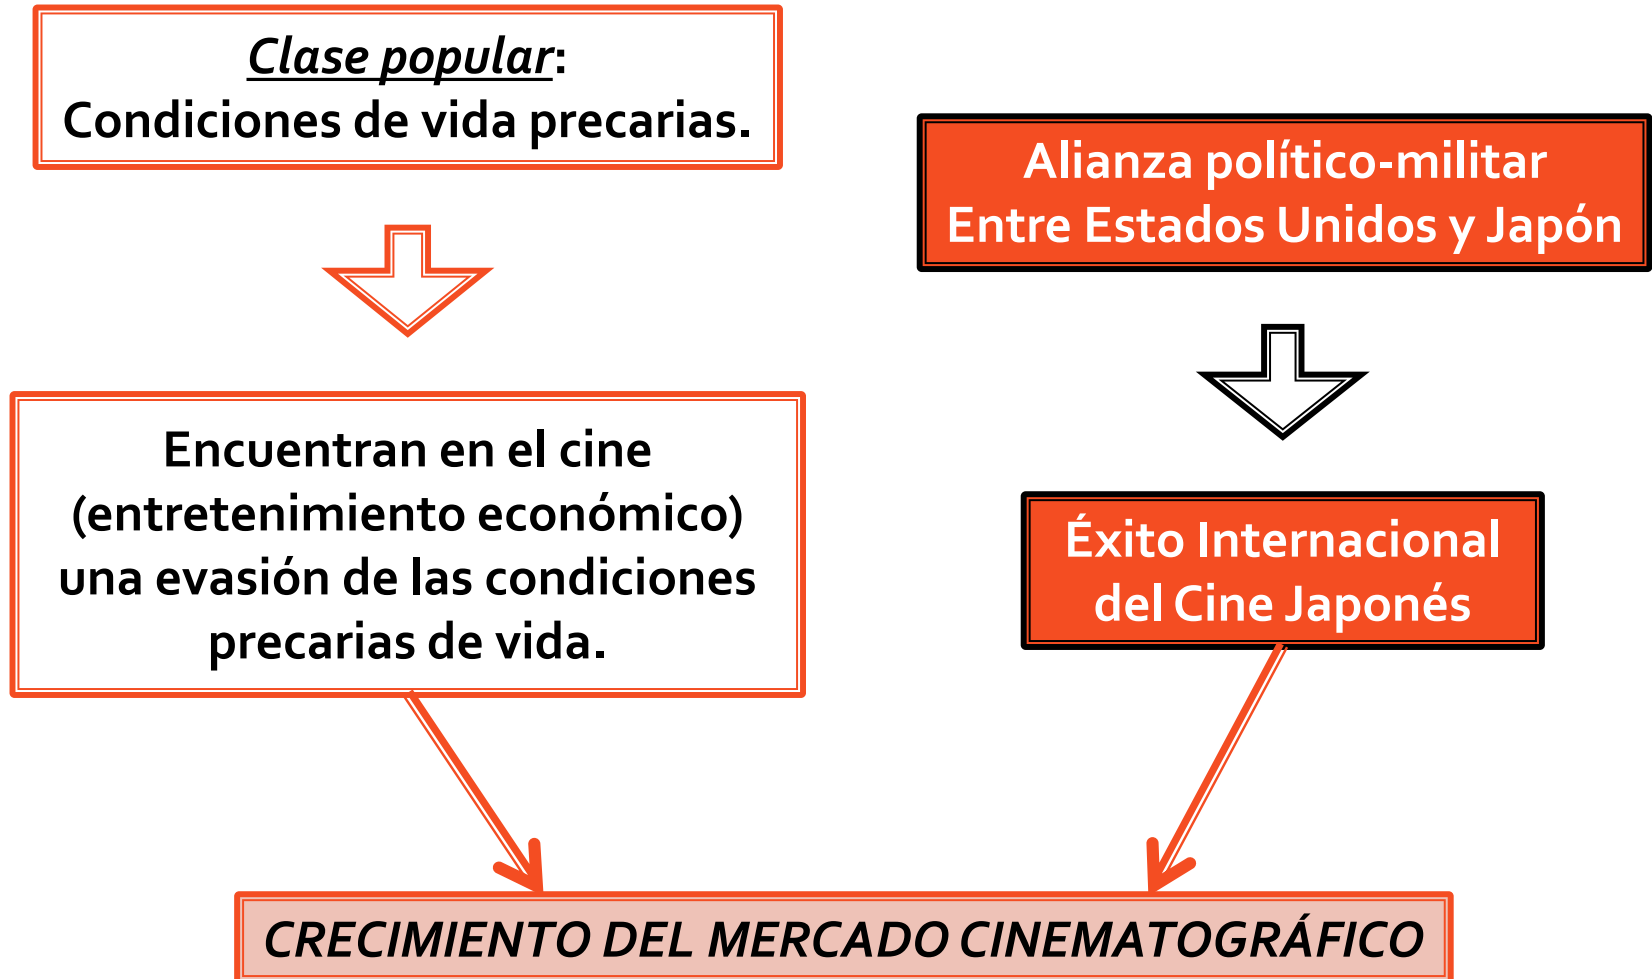 Clase popular:
Condiciones de vida precarias.
Alianza político-militar
Entre Estados Unidos y Japón
Encuentran en el cine
(entretenimiento económico)
una evasión de las condiciones
precarias de vida.
Éxito Internacional
del Cine Japonés
CRECIMIENTO DEL MERCADO CINEMATOGRÁFICO